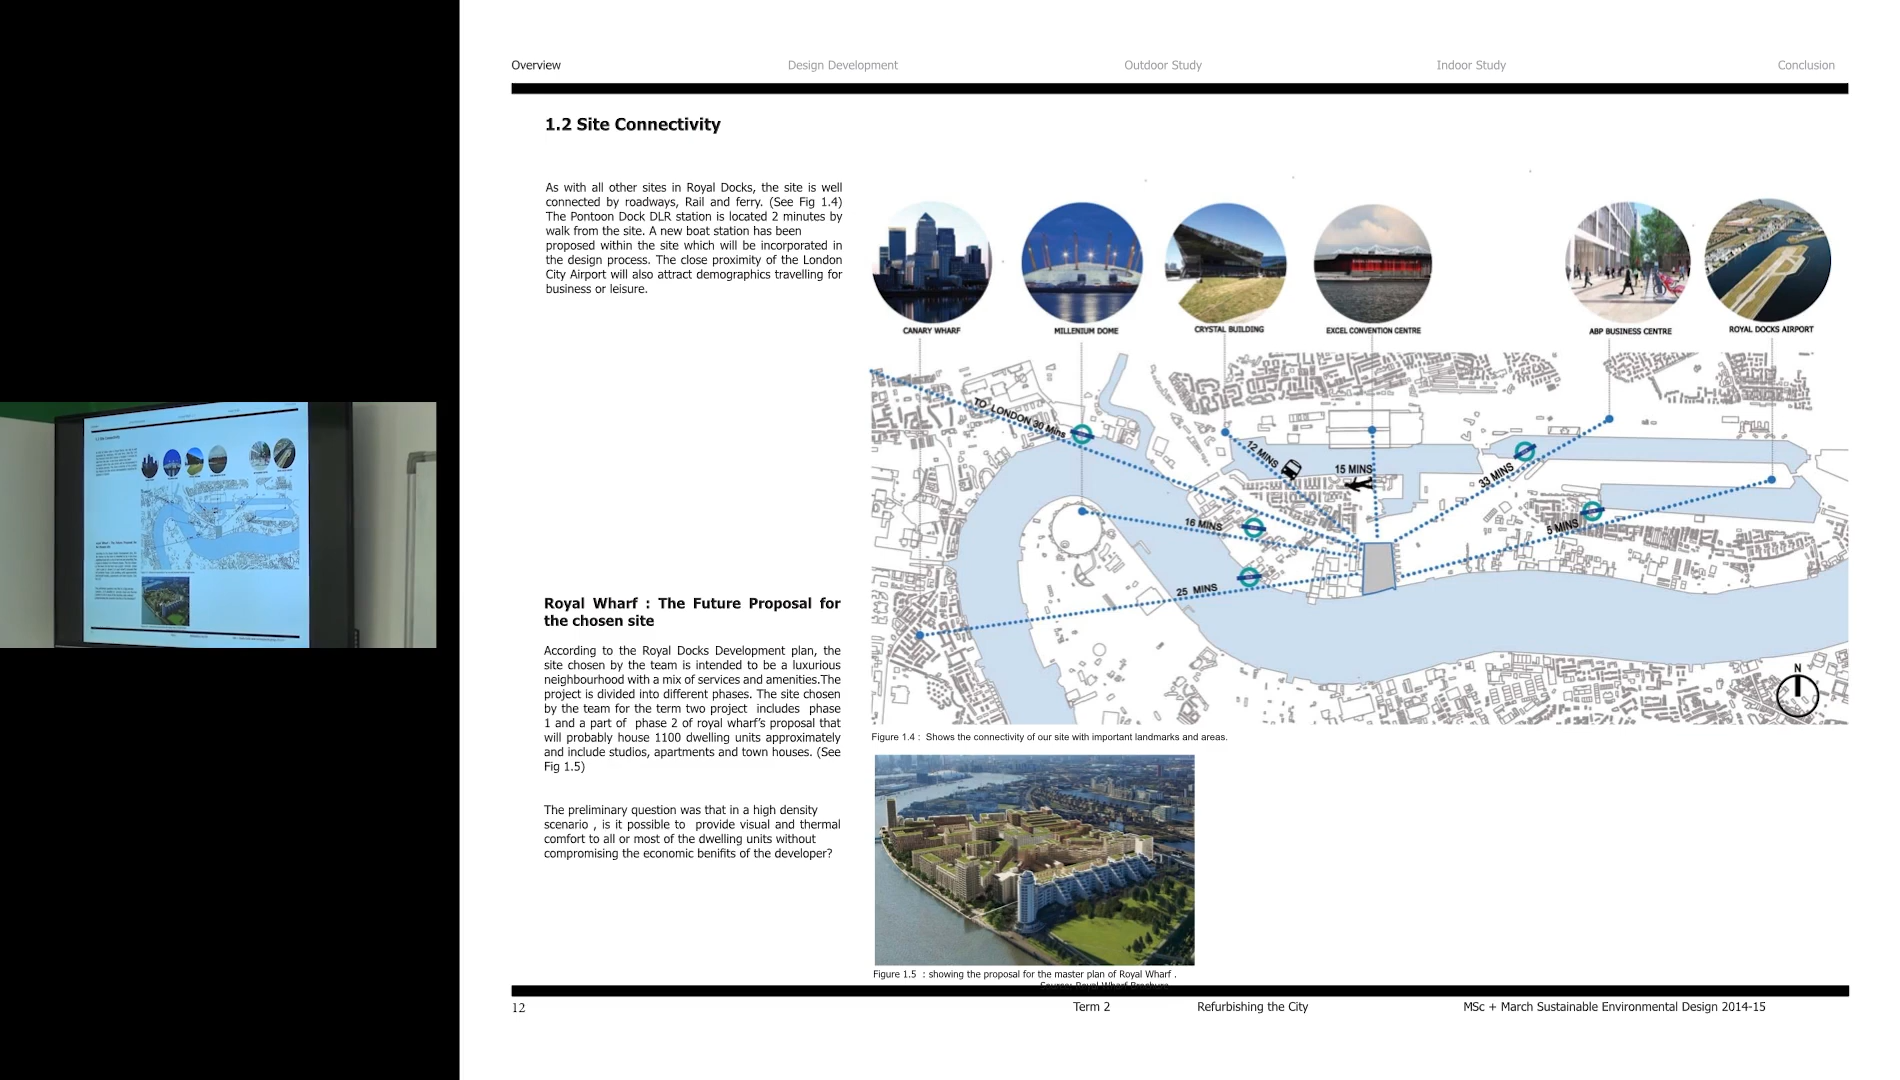 Overview Design Development Outdoor Study Indoor Study Conclusion
1.2 Site Connectivity
As with all other sites in Royal Docks, the site is well
connected by roadways, Rail and ferry. (See Fig 1.4)
The Pontoon Dock DLR station is located 2 minutes by
walk from the site. A new boat station has been
proposed within the site which will be incorporated in
the design process. The close proximity of the London
City Airport will also attract demographics travelling for
business or leisure.
Royal Wharf : The Future Proposal for
the chosen site
According to the Royal Docks Development plan, the
site chosen by the team is intended to be a luxurious
neighbourhood with a mix of services and amenities.The
project is divided into different phases. The site chosen
by the team for the term two project includes phase
1 and a part of phase 2 of royal wharf's proposal that
will probably house 1100 dwelling units approximately
and include studios, apartments and town houses. (See
Fig 1.5)
The preliminary question was that in a high density
scenario , is it possible to provide visual and thermal
comfort to all or most of the dwelling units without
compromising the economic benifits of the developer?
CANARY WHARF
MILLENIUM DOME
CRYSTAL BUILDING
EXCEL CONVENTION CENTRE
ABP BUSINESS CENTRE
ROYAL DOCKS AIRPORT
TO LONDON 30 Mins
12 MINS
15 MINS
33 MINS
16 MINS
5 MINS
25 MINS
N
Figure 1.4 : Shows the connectivity of our site with important landmarks and areas.
Figure 1.5 : showing the proposal for the master plan of Royal Wharf .
Source: Royal Wharf Brochure
12 Term 2 Refurbishing the City MSc + March Sustainable Environmental Design 2014-15